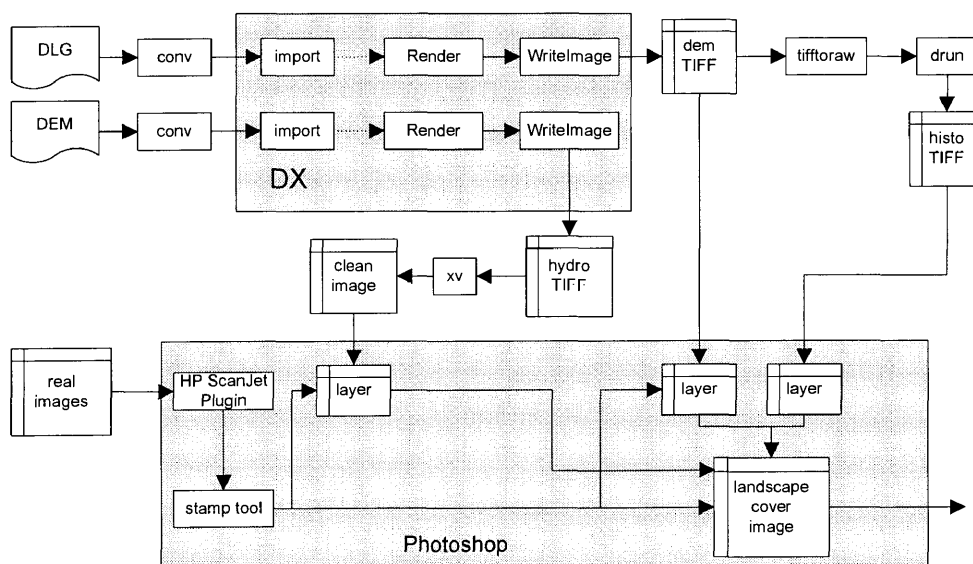 DLG
conv
import
Render
WriteImage
dem
TIFF
tifftoraw
drun
DEM
conv
import
Render
WriteImage
histo
TIFF
DX
clean
image
xv
hydro
TIFF
real
images
HP ScanJet
Plugin
layer
layer
layer
stamp tool
landscape
cover
image
Photoshop